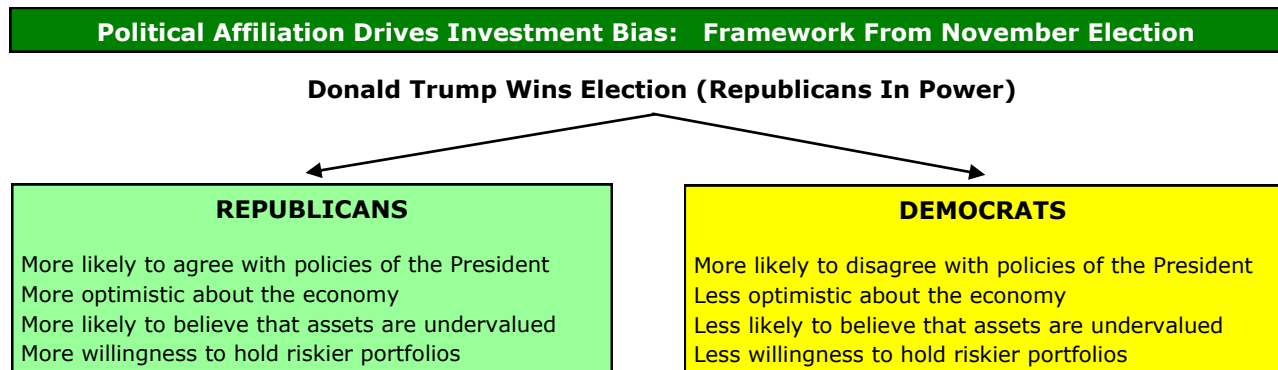 Political Affiliation Drives Investment Bias: Framework From November Election
Donald Trump Wins Election (Republicans In Power)
REPUBLICANS
More likely to agree with policies of the President
More optimistic about the economy
More likely to believe that assets are undervalued
More willingness to hold riskier portfolios
DEMOCRATS
More likely to disagree with policies of the President
Less optimistic about the economy
Less likely to believe that assets are undervalued
Less willingness to hold riskier portfolios